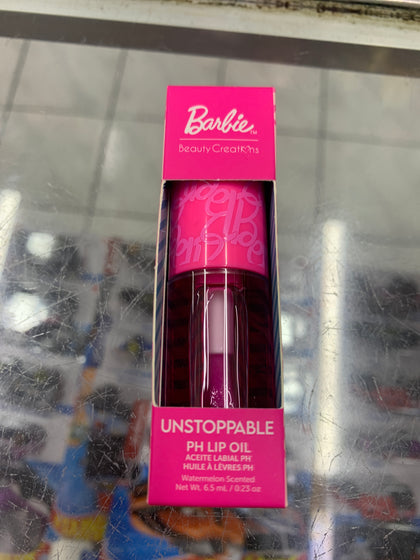 Barbie™
Beauty Creations
UNSTOPPABLE
PH LIP OIL
ACEITE LABIAL PH
HUILE À LÈVRES PH
Watermelon Scented
Net Wt. 6.5 mL / 0.23 oz